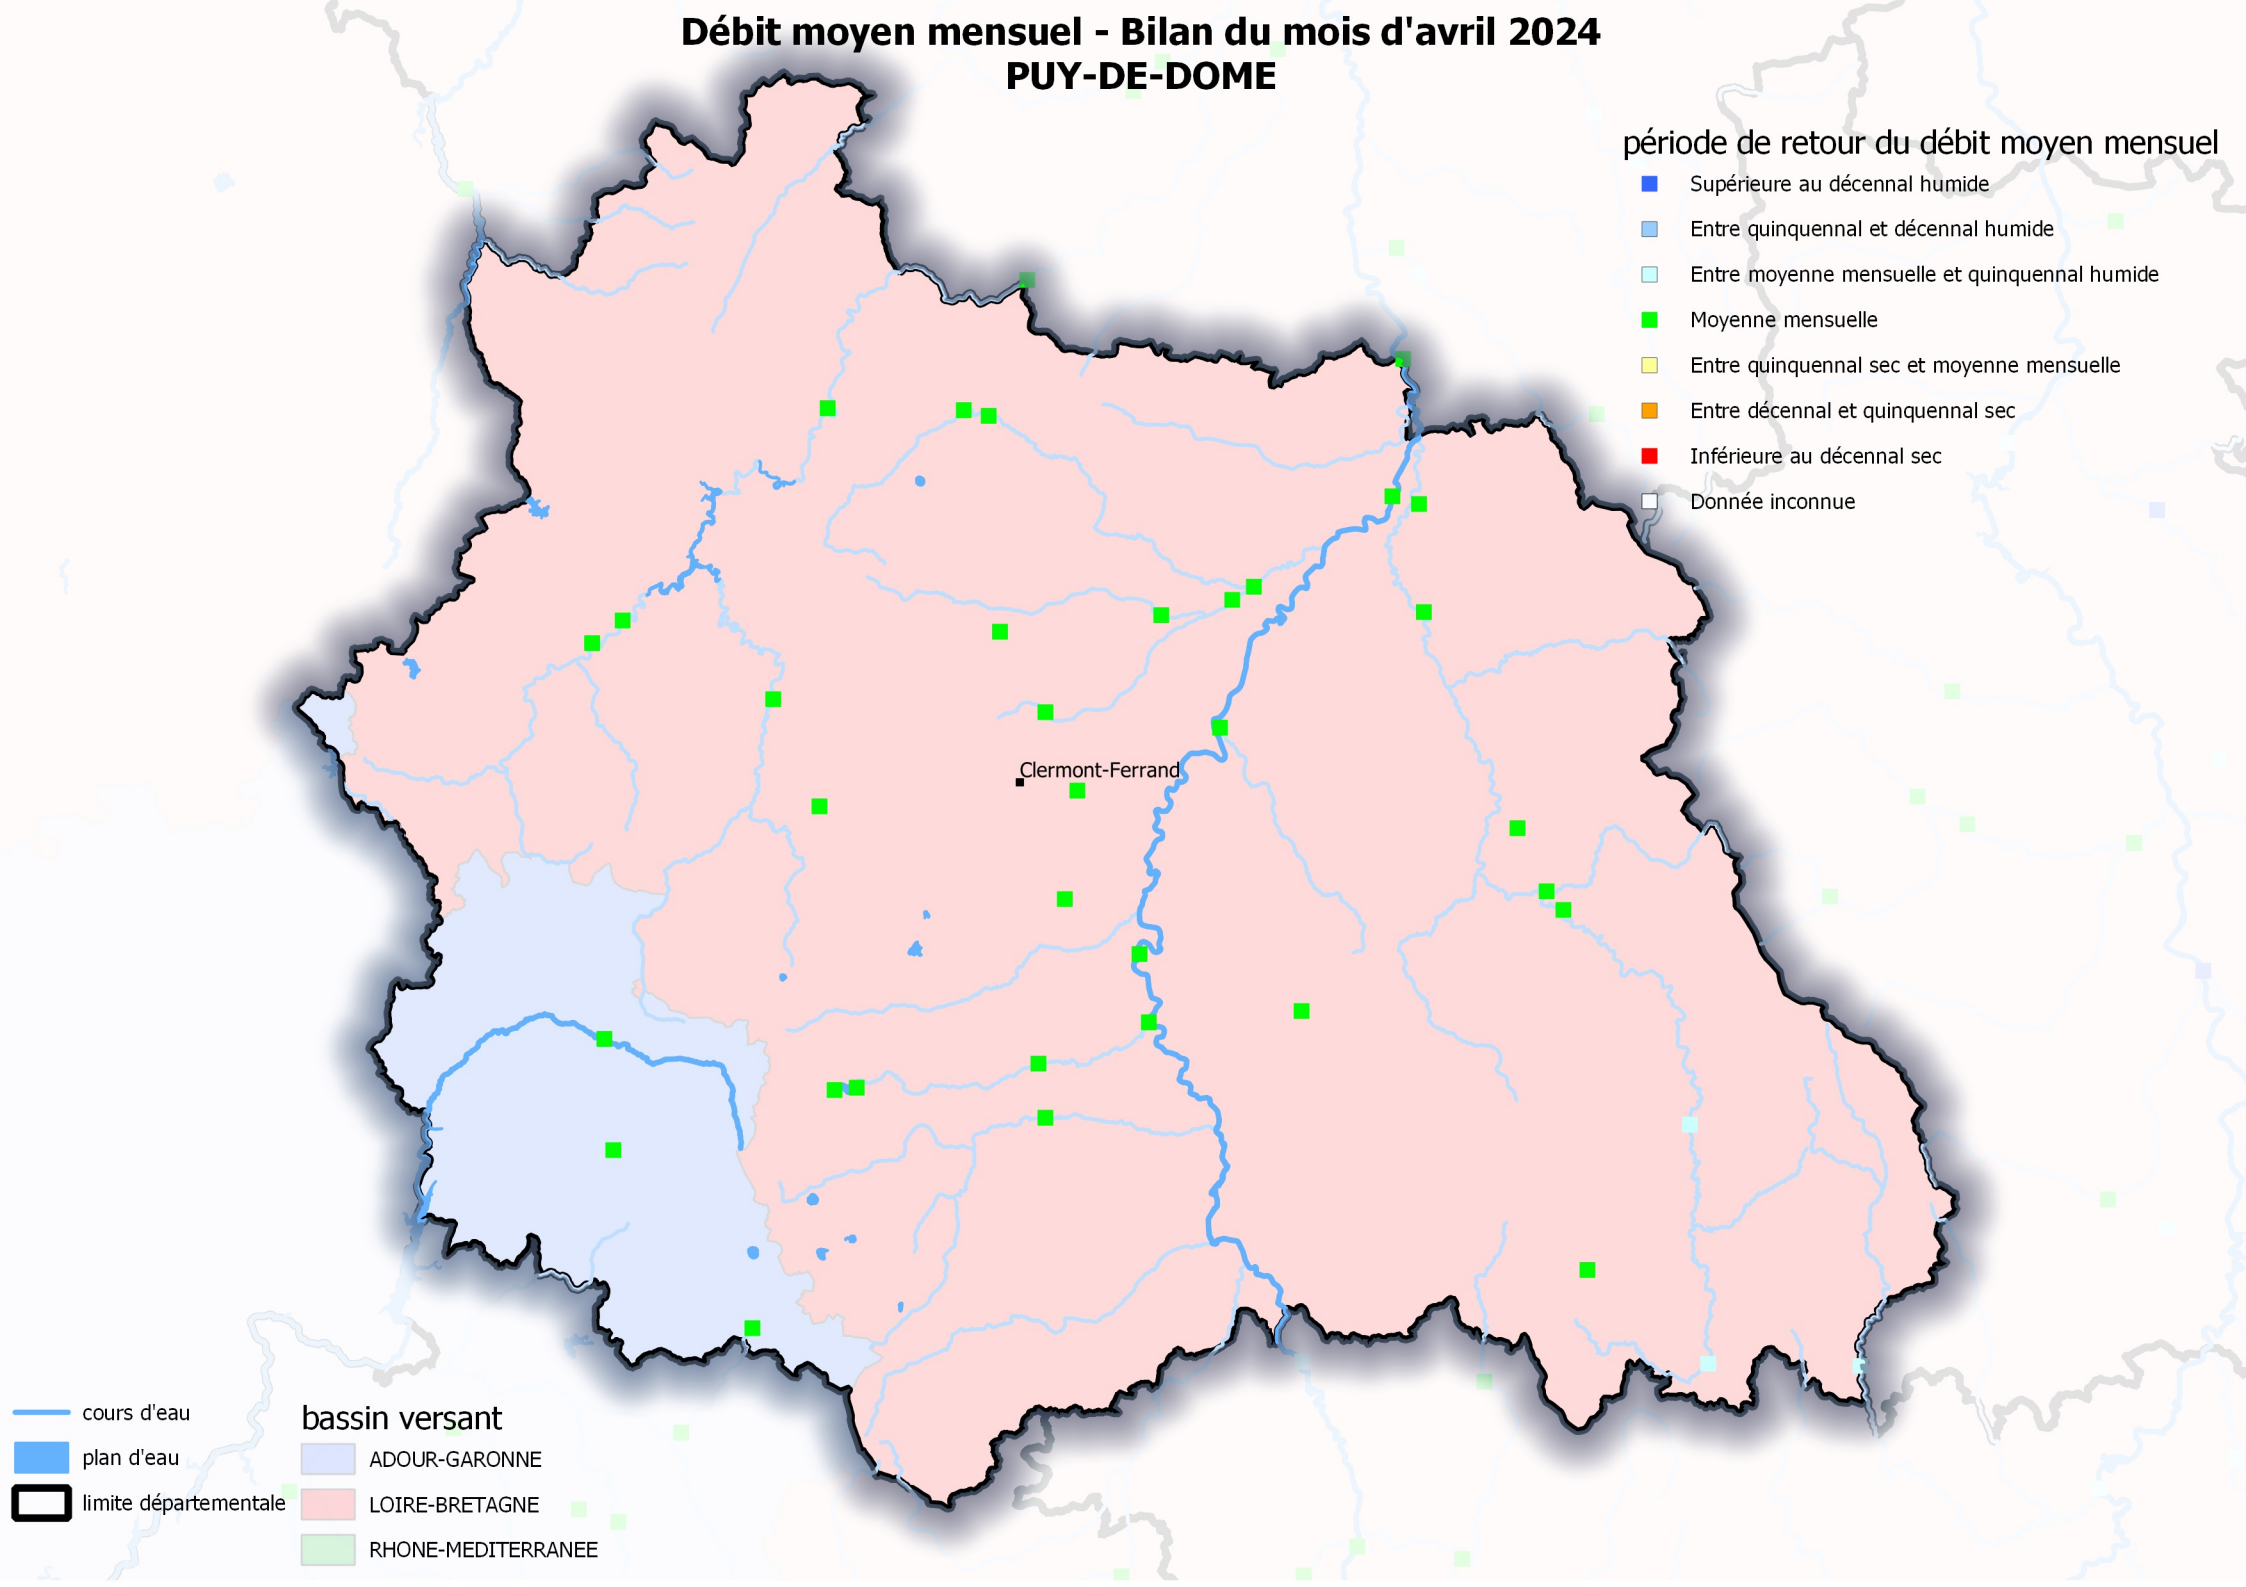 Débit moyen mensuel - Bilan du mois d'avril 2024
PUY-DE-DOME
période de retour du débit moyen mensuel
Supérieure au décennal humide
Entre quinquennal et décennal humide
Entre moyenne mensuelle et quinquennal humide
Moyenne mensuelle
Entre quinquennal sec et moyenne mensuelle
Entre décennal et quinquennal sec
Inférieure au décennal sec
Donnée inconnue
Clermont-Ferrand
cours d'eau
plan d'eau
limite départementale
bassin versant
ADOUR-GARONNE
LOIRE-BRETAGNE
RHONE-MEDITERRANEE